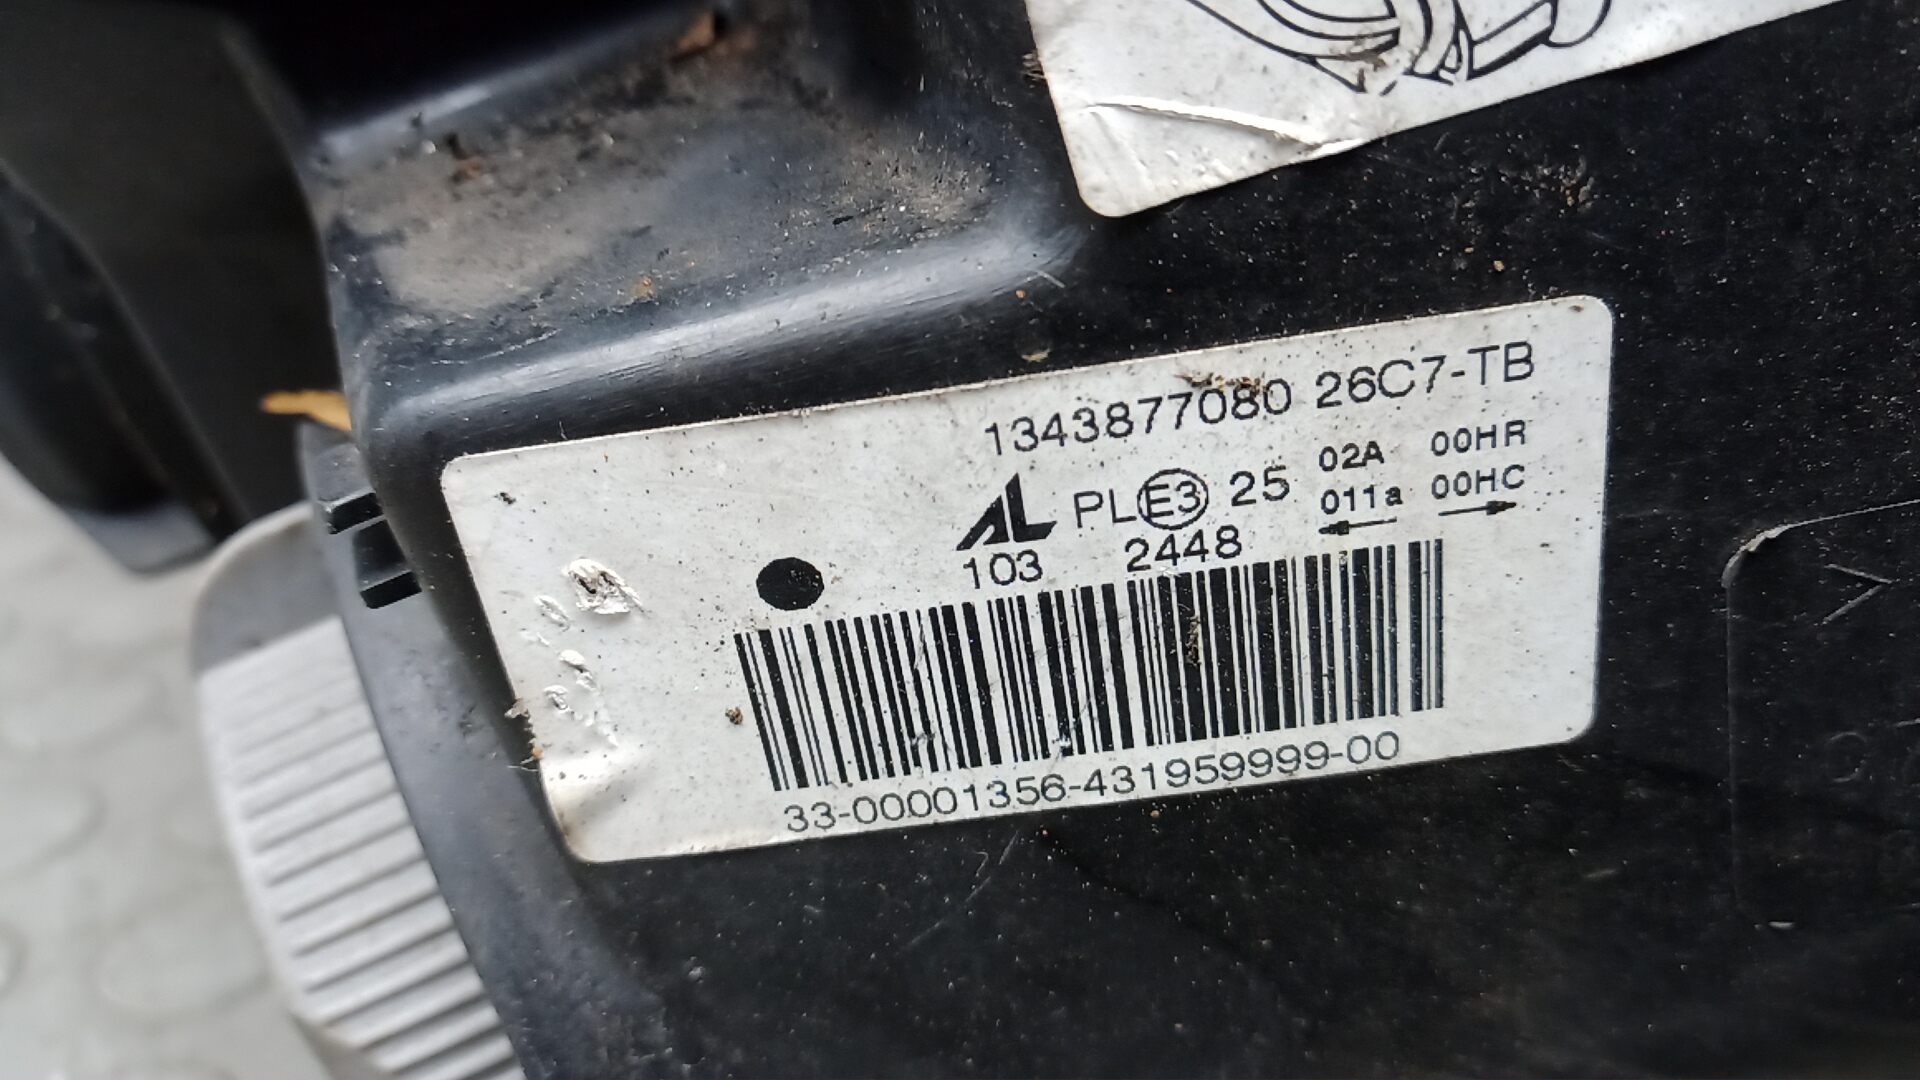 1343877080 26C7-TB
AL PL E3 25 02A 00HR
011a 00HC
103 2448
33-00001356-431959999-00